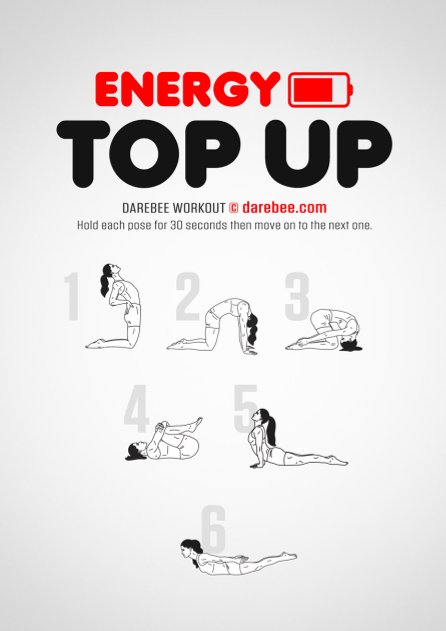 ENERGY
TOP UP
DAREBEE WORKOUT © darebee.com
Hold each pose for 30 seconds then move on to the next one.
1 2 3
4 5
6